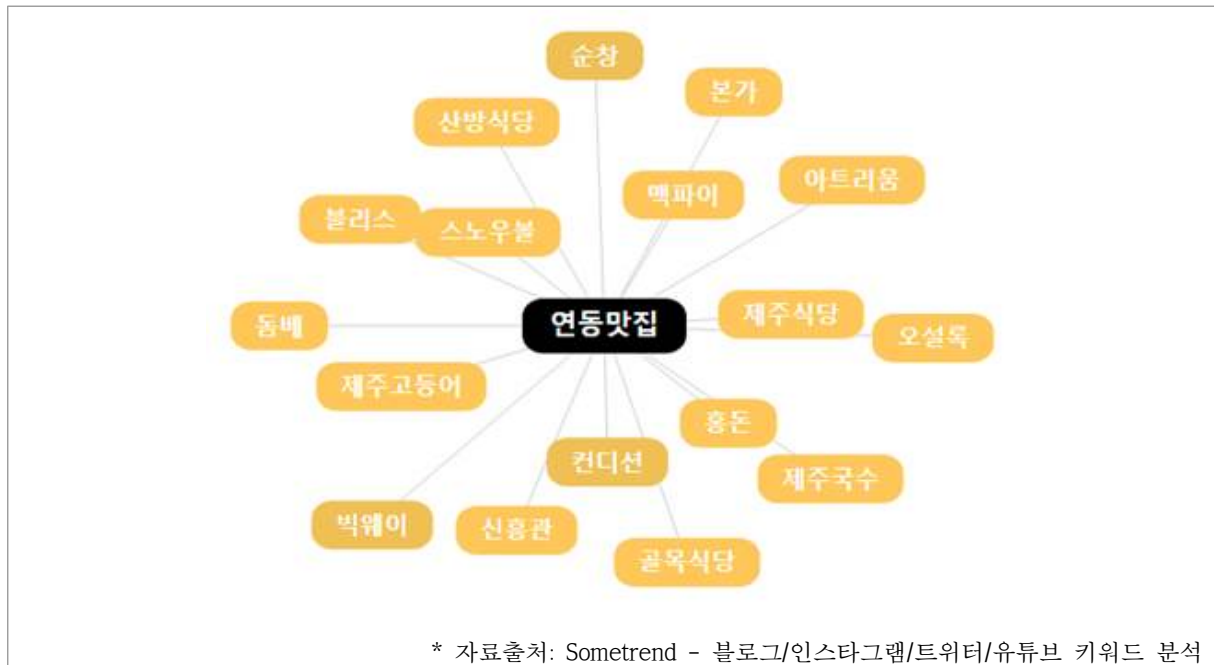 순창
본가
산방식당
아트리움
맥파이
블리스
스노우볼
제주식당
연동맛집
돔베
오설록
제주고등어
흥돈
컨디션
제주국수
빅웨이
신흥관
골목식당
* 자료출처: Sometrend - 블로그/인스타그램/트위터/유튜브 키워드 분석